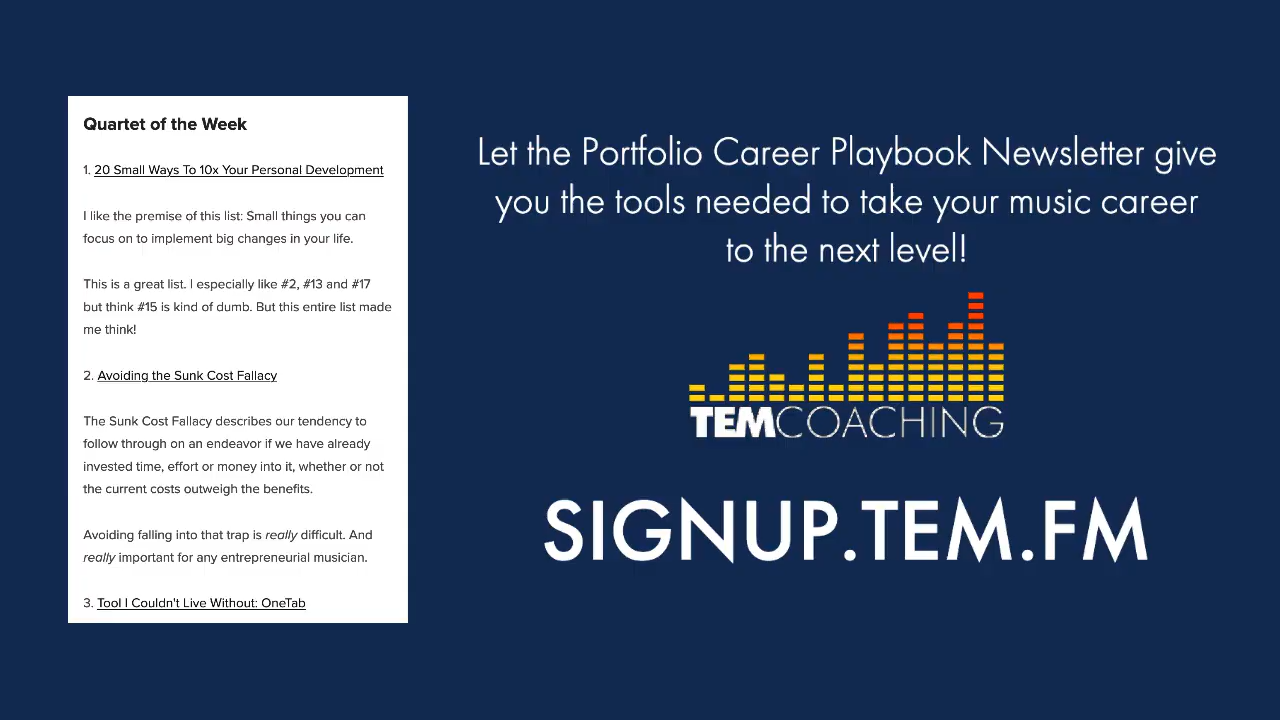 Quartet of the Week
1. 20 Small Ways To 10x Your Personal Development
I like the premise of this list: Small things you can
focus on to implement big changes in your life.
This is a great list. I especially like #2, #13 and #17
but think #15 is kind of dumb. But this entire list made
me think!
2. Avoiding the Sunk Cost Fallacy
The Sunk Cost Fallacy describes our tendency to
follow through on an endeavor if we have already
invested time, effort or money into it, whether or not
the current costs outweigh the benefits.
Avoiding falling into that trap is really difficult. And
really important for any entrepreneurial musician.
3. Tool I Couldn't Live Without: OneTab
Let the Portfolio Career Playbook Newsletter give
you the tools needed to take your music career
to the next level!
TEMCOACHING
SIGNUP.TEM.FM